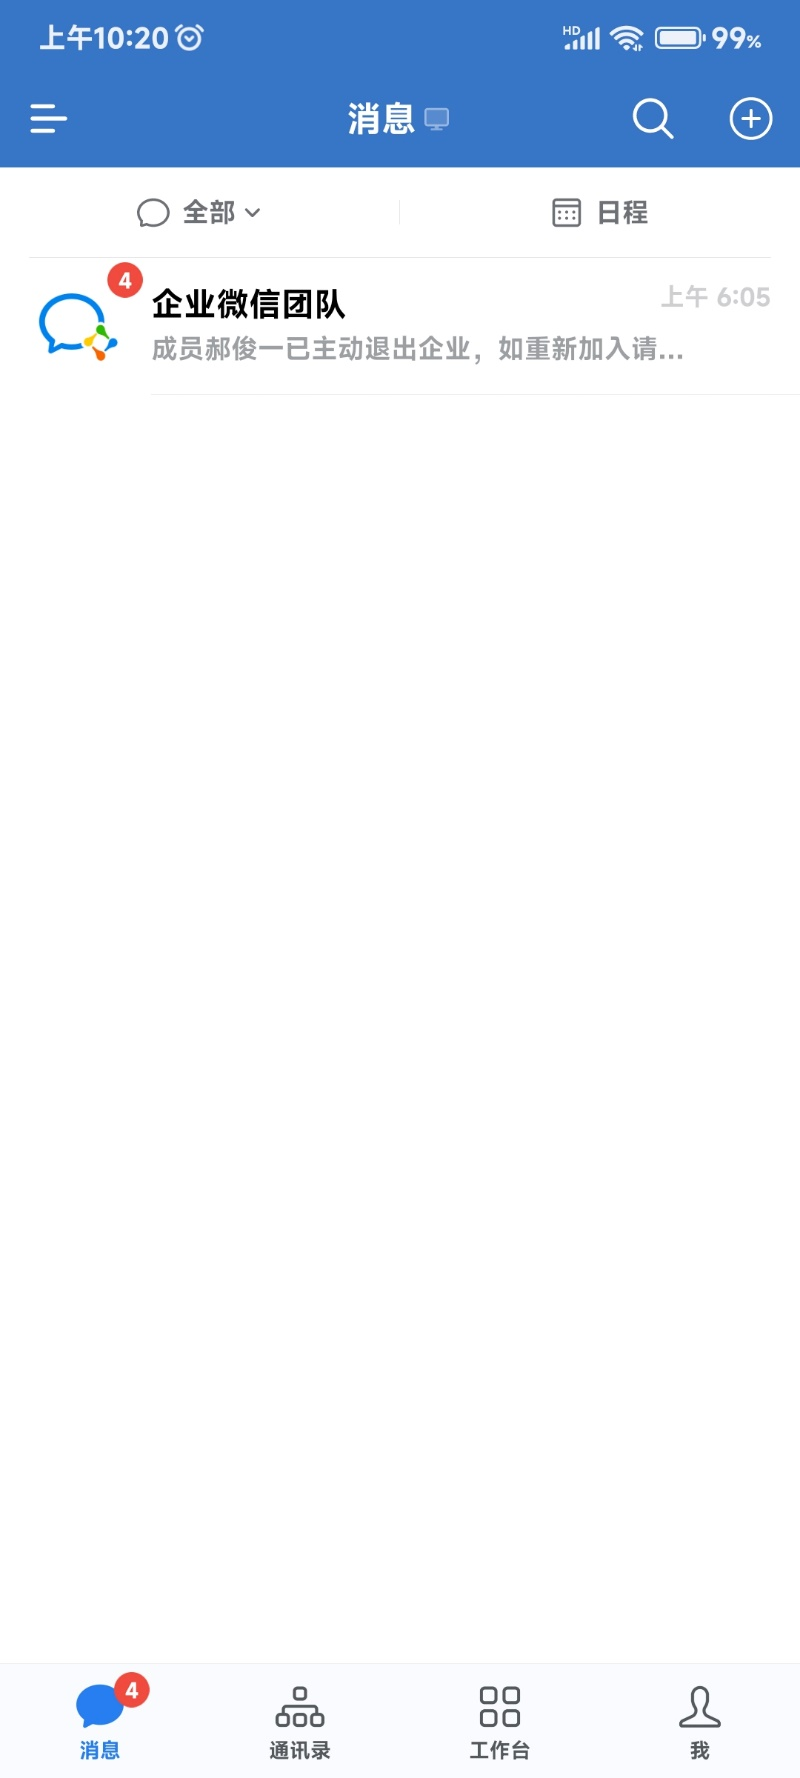 上午10:20 HD 99%
消息
全部 日程
4
企业微信团队 上午 6:05
成员郝俊一已主动退出企业，如重新加入请...
4
消息 通讯录 工作台 我